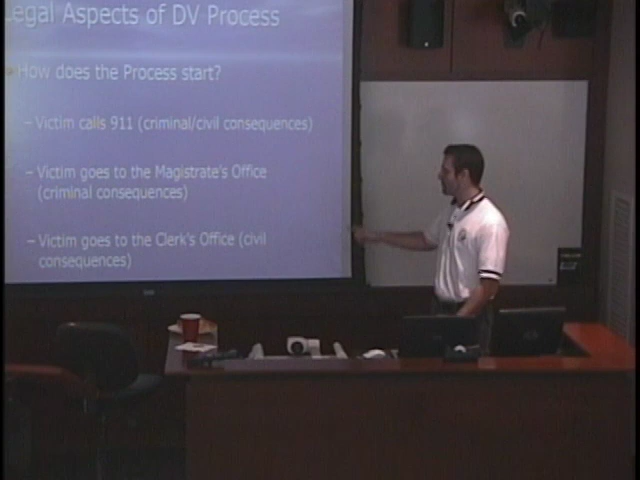 Legal Aspects of DV Process
How does the Process start?
– Victim calls 911 (criminal/civil consequences)
– Victim goes to the Magistrate's Office
(criminal consequences)
– Victim goes to the Clerk's Office (civil
consequences)